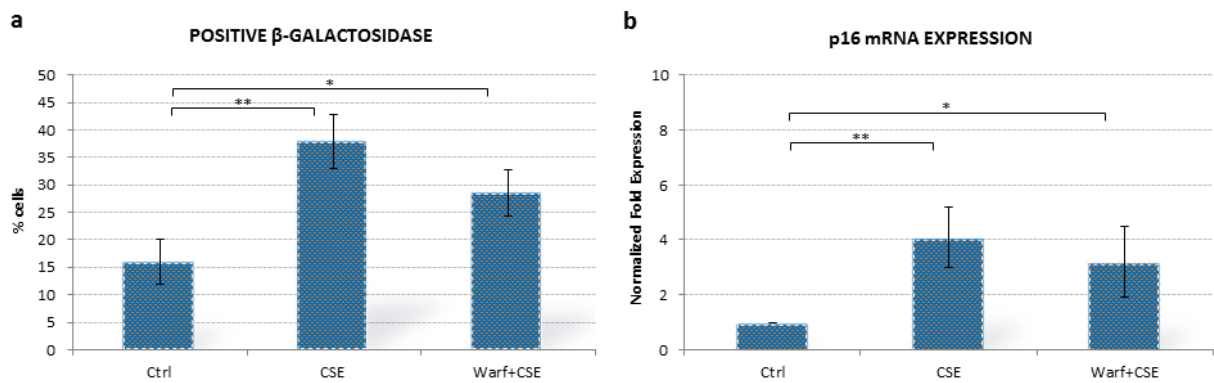 a
POSITIVE β-GALACTOSIDASE
% cells
50
45
40
35
30
25
20
15
10
5
0
*
**
Ctrl
CSE
Warf+CSE
b
p16 mRNA EXPRESSION
Normalized Fold Expression
10
8
6
4
2
0
*
**
Ctrl
CSE
Warf+CSE